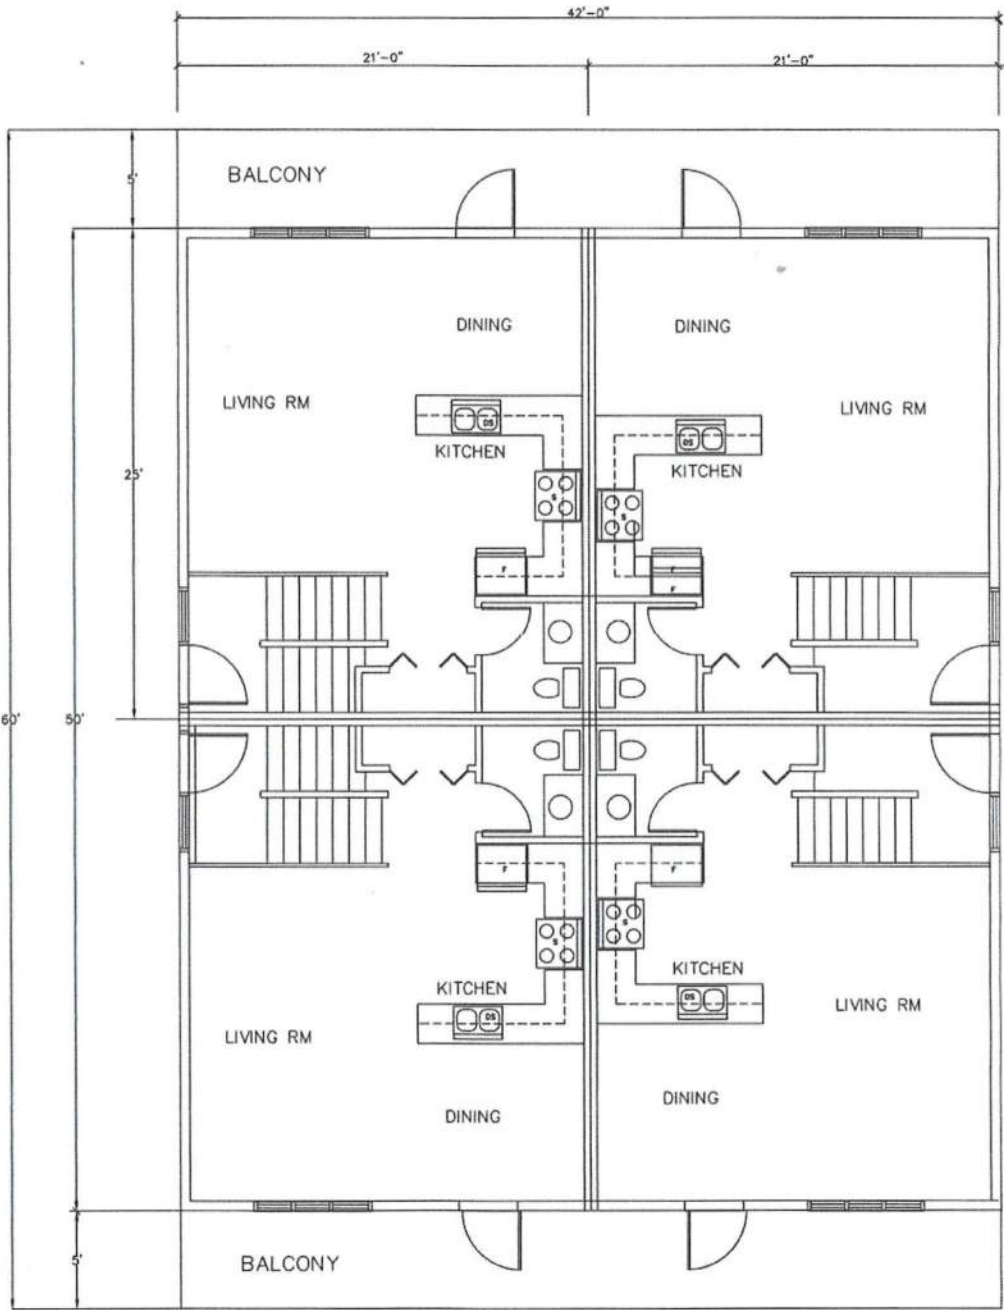 42'-0"
21'-0"
21'-0"
5'
BALCONY
DINING
DINING
LIVING RM
LIVING RM
DS
KITCHEN
DS
KITCHEN
25'
S
S
F
F
F
60'
50'
F
F
S
S
KITCHEN
KITCHEN
DS
DS
LIVING RM
LIVING RM
DINING
DINING
5'
BALCONY